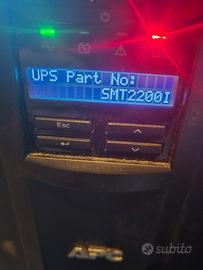 UPS Part No:
SMT2200I
Esc
APC
subito